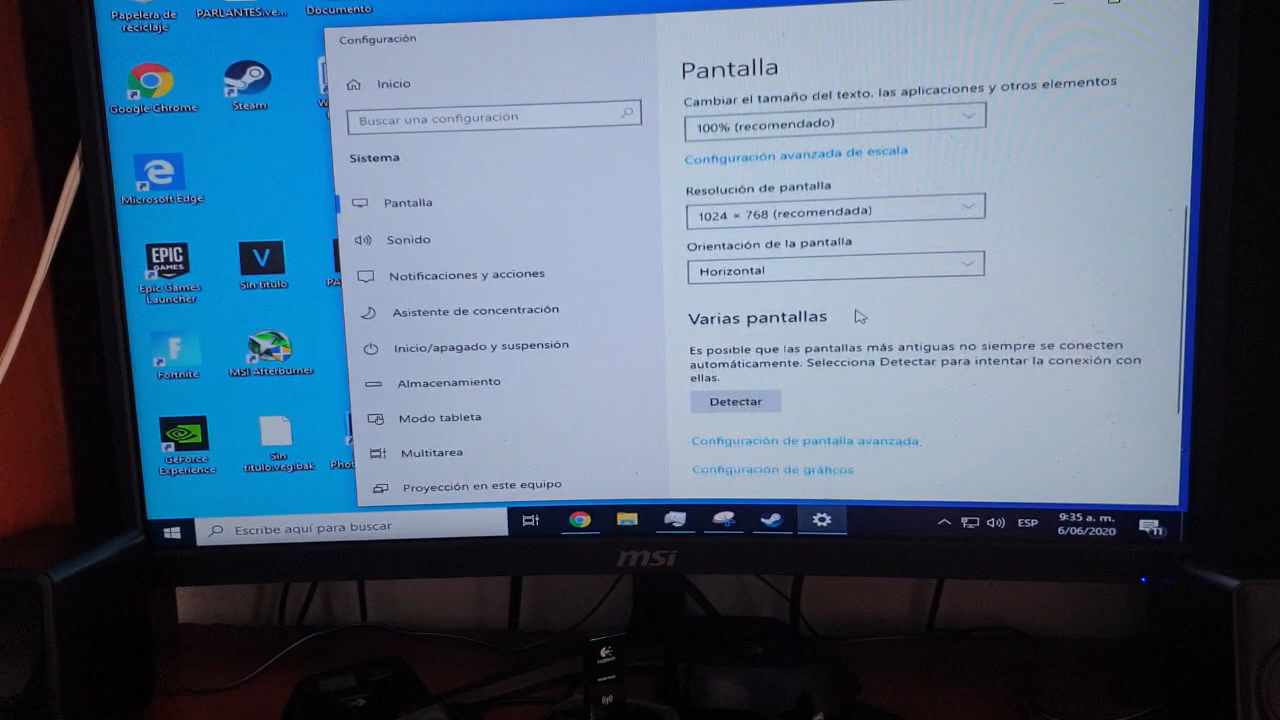 Papelera de
reciclaje
PARLANTES.ve...
Documento
Google Chrome
Steam
Microsoft Edge
EPIC
GAMES
Epic Games
Launcher
V
Sin titulo
Fortnite
MSI Afterburner
GeForce
Experience
Sin
titulo.veg.bak
Configuración
Inicio
Buscar una configuración
Sistema
Pantalla
Sonido
Notificaciones y acciones
Asistente de concentración
Inicio/apagado y suspensión
Almacenamiento
Modo tableta
Multitarea
Proyección en este equipo
Pantalla
Cambiar el tamaño del texto, las aplicaciones y otros elementos
100% (recomendado)
Configuración avanzada de escala
Resolución de pantalla
1024 × 768 (recomendada)
Orientación de la pantalla
Horizontal
Varias pantallas
Es posible que las pantallas más antiguas no siempre se conecten
automáticamente. Selecciona Detectar para intentar la conexión con
ellas.
Detectar
Configuración de pantalla avanzada
Configuración de gráficos
Escribe aquí para buscar
ESP
9:35 a. m.
6/06/2020
11
msi
Logitech